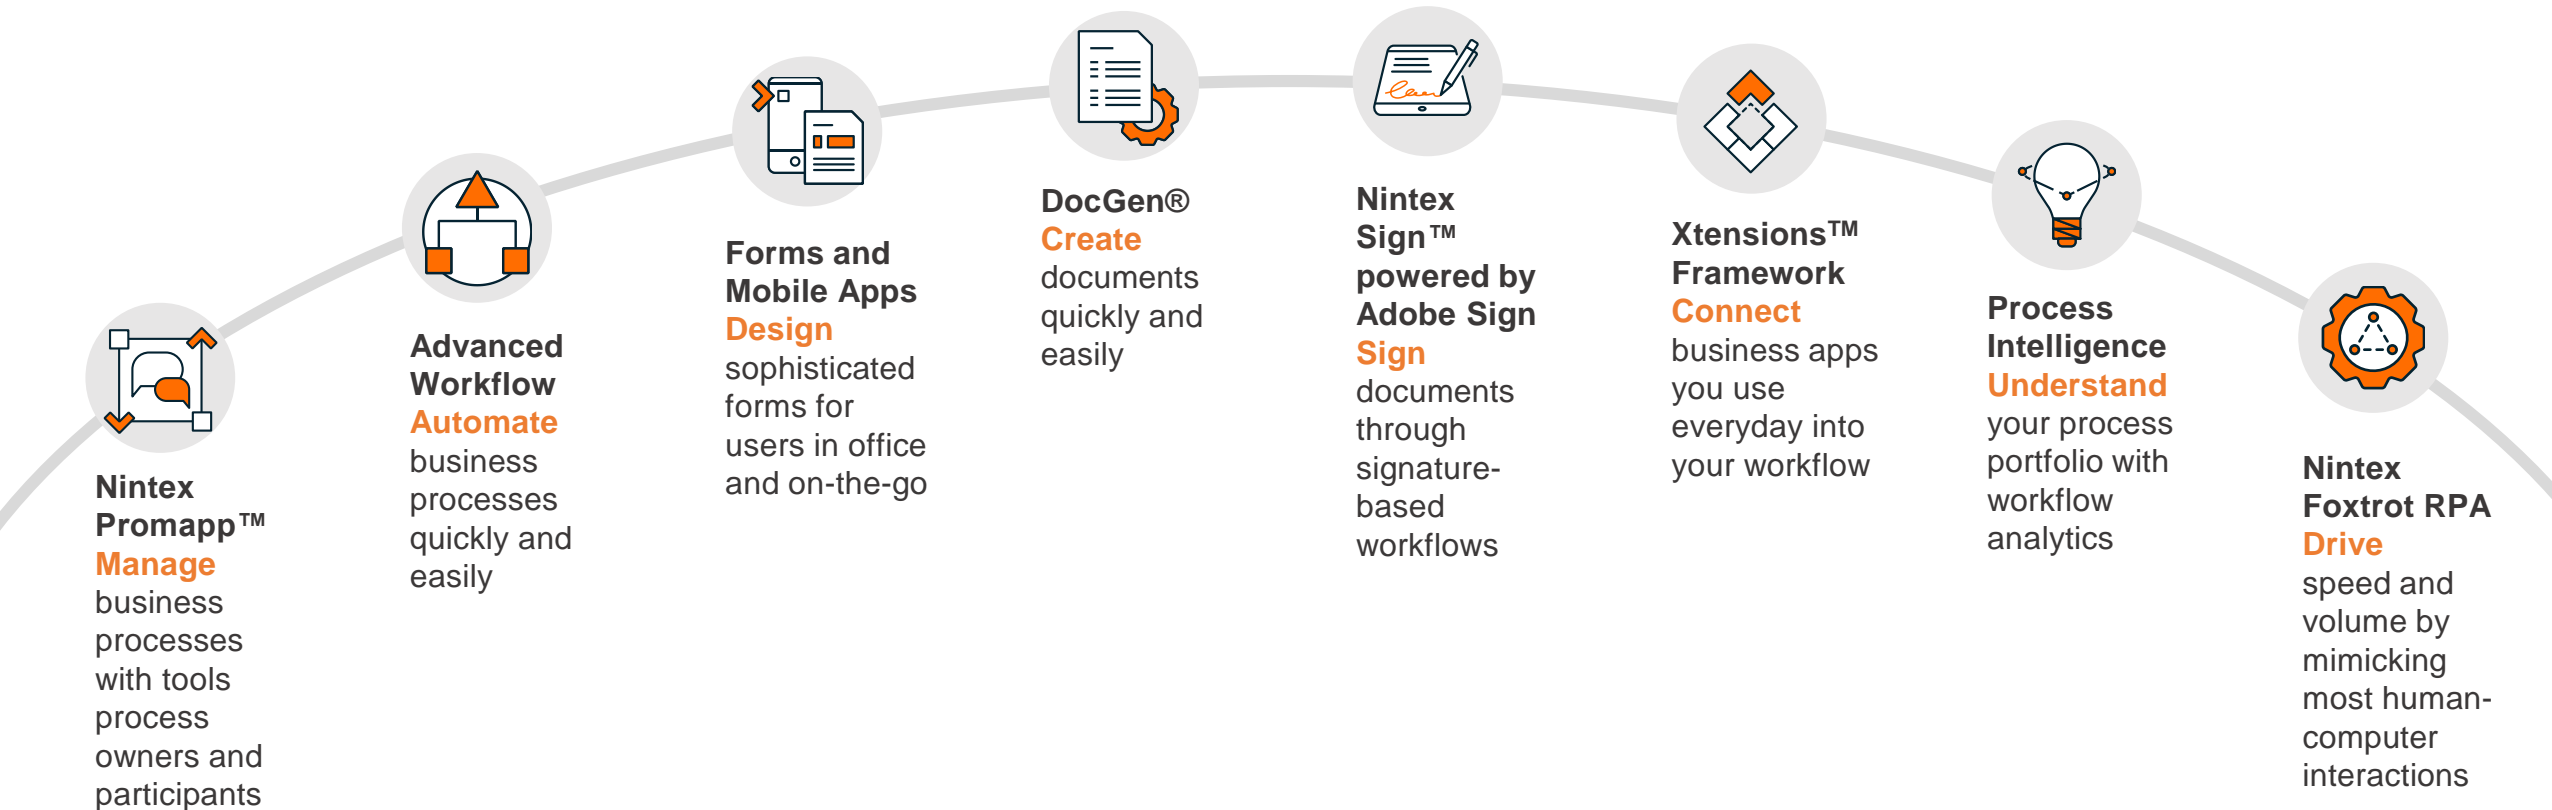 Nintex
Promapp™
Manage
business
processes
with tools
process
owners and
participants
Advanced
Workflow
Automate
business
processes
quickly and
easily
Forms and
Mobile Apps
Design
sophisticated
forms for
users in office
and on-the-go
DocGen®
Create
documents
quickly and
easily
Nintex
Sign™
powered by
Adobe Sign
Sign
documents
through
signature-
based
workflows
Xtensions™
Framework
Connect
business apps
you use
everyday into
your workflow
Process
Intelligence
Understand
your process
portfolio with
workflow
analytics
Nintex
Foxtrot RPA
Drive
speed and
volume by
mimicking
most human-
computer
interactions